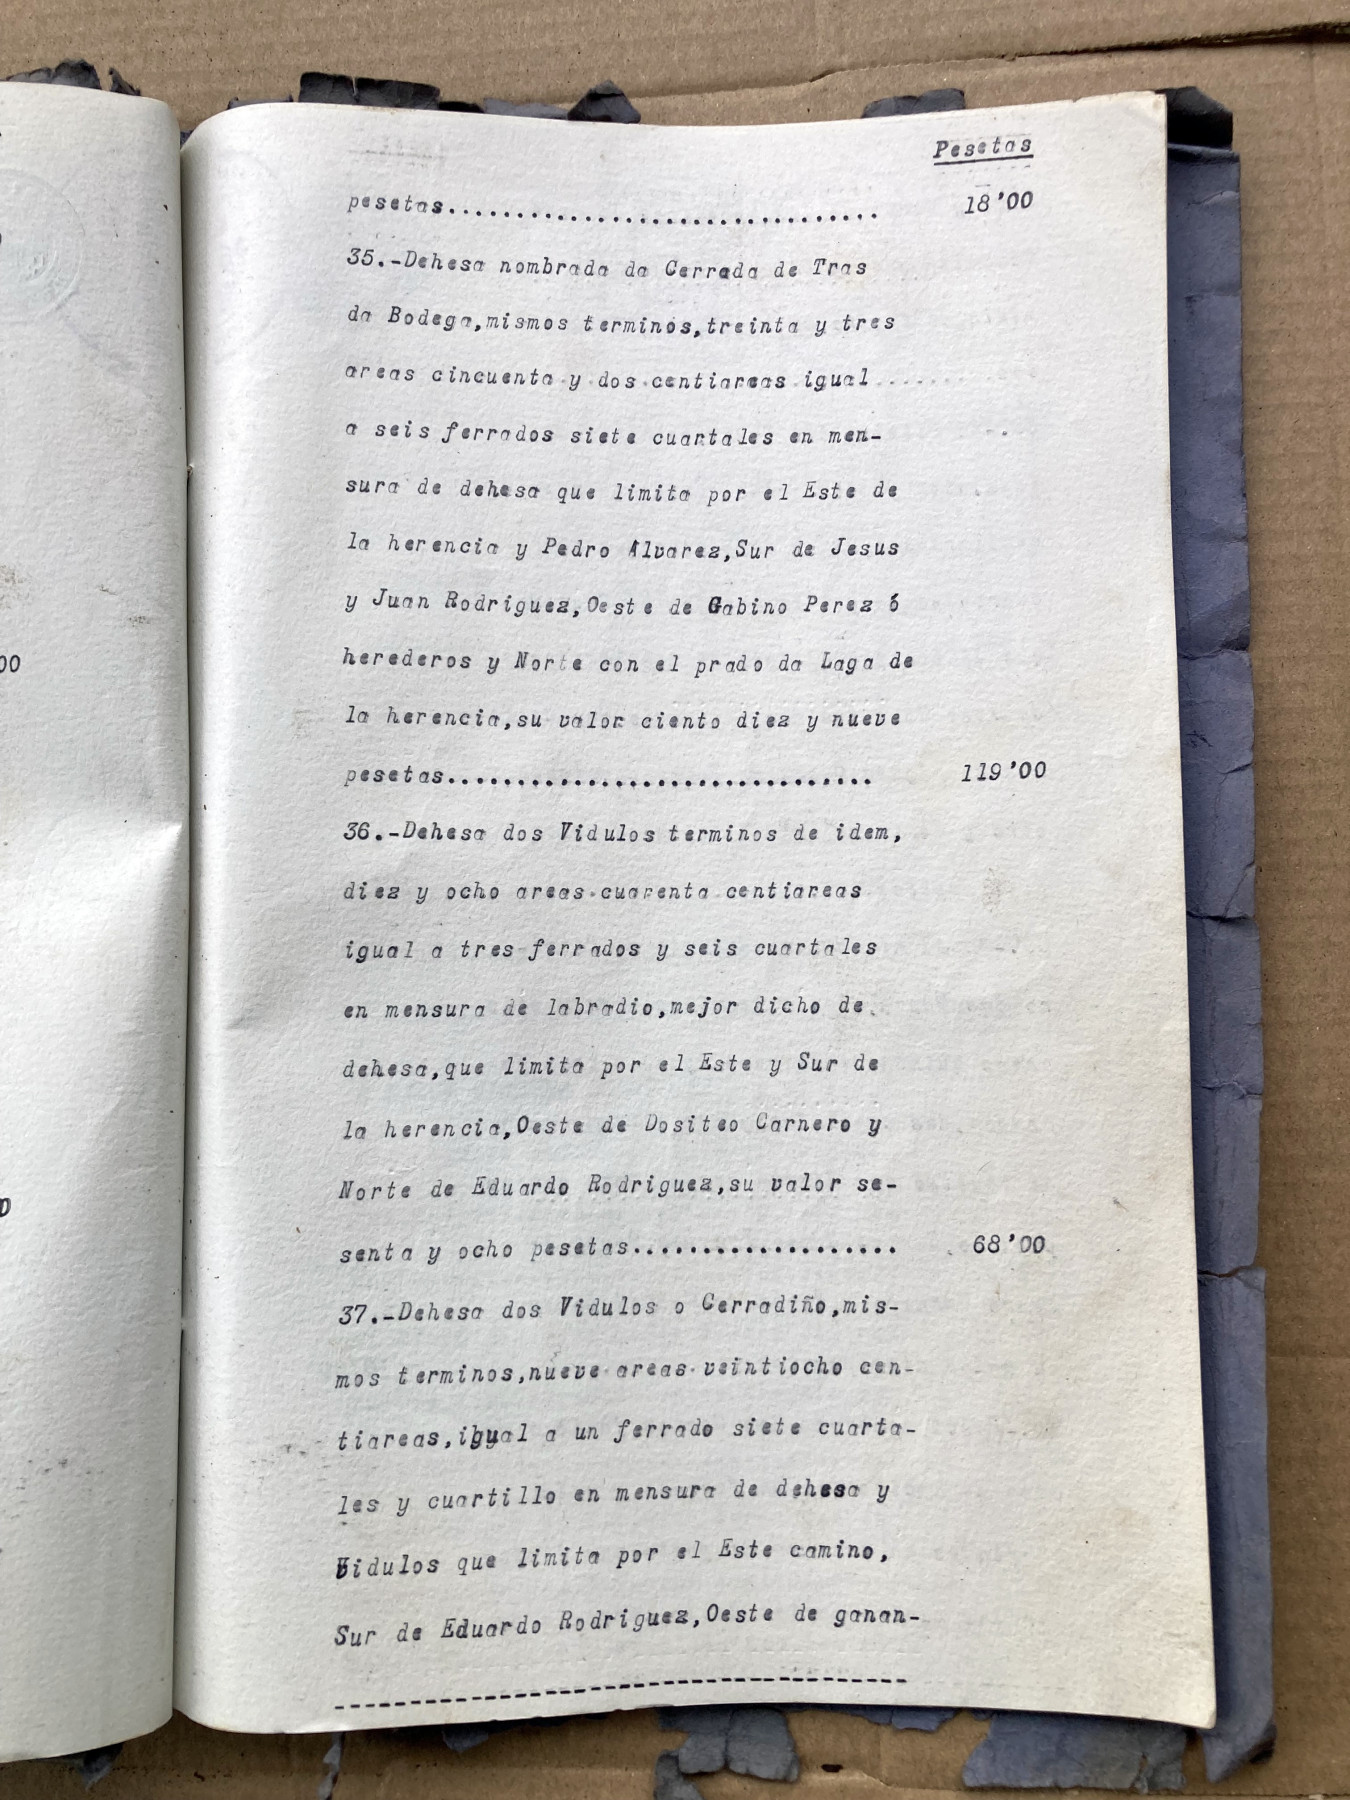 Pesetas
pesetas................................ 18'00
35.-Dehesa nombrada da Cerrada de Tras
da Bodega,mismos terminos,treinta y tres
areas cincuenta y dos centiareas igual
a seis ferrados siete cuartales en men-
sura de dehesa que limita por el Este de
la herencia y Pedro Alvarez,Sur de Jesus
y Juan Rodriguez,Oeste de Gabino Perez ó
herederos y Norte con el prado da Laga de
la herencia,su valor ciento diez y nueve
pesetas................................ 119'00
36.-Dehesa dos Vidulos terminos de idem,
diez y ocho areas cuarenta centiareas
igual a tres ferrados y seis cuartales
en mensura de labradio,mejor dicho de
dehesa,que limita por el Este y Sur de
la herencia,Oeste de Dositeo Carnero y
Norte de Eduardo Rodriguez,su valor se-
senta y ocho pesetas.................... 68'00
37.-Dehesa dos Vidulos o Cerradiño,mis-
mos terminos,nueve areas veintiocho cen-
tiareas,igual a un ferrado siete cuarta-
les y cuartillo en mensura de dehesa y
Vidulos que limita por el Este camino,
Sur de Eduardo Rodriguez,Oeste de ganan-
00